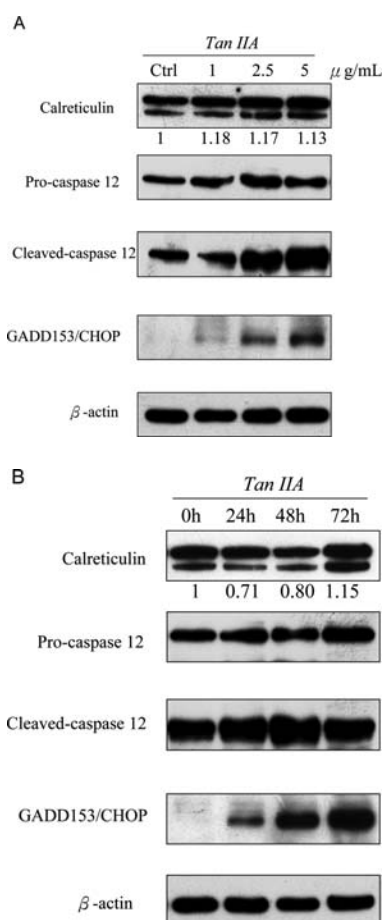 A
Tan IIA
Ctrl 1 2.5 5 μg/mL
Calreticulin
1 1.18 1.17 1.13
Pro-caspase 12
Cleaved-caspase 12
GADD153/CHOP
β-actin
B
Tan IIA
0h 24h 48h 72h
Calreticulin
1 0.71 0.80 1.15
Pro-caspase 12
Cleaved-caspase 12
GADD153/CHOP
β-actin